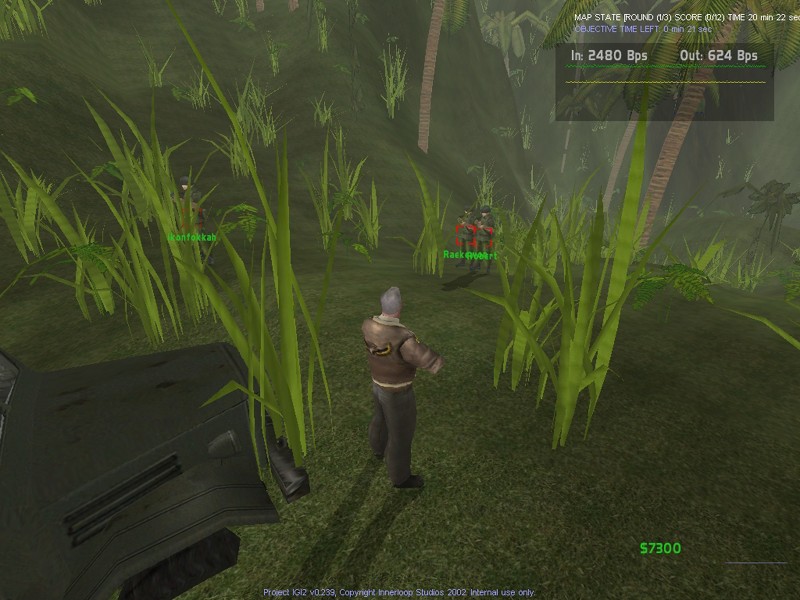 MAP STATE [ROUND (1/3) SCORE (0/12) TIME 20 min 22 sec
OBJECTIVE TIME LEFT: 0 min 21 sec
In: 2480 Bps Out: 624 Bps
Ikonfokkah
$7300
Project IGI2 v0.239, Copyright Innerloop Studios 2002. Internal use only.